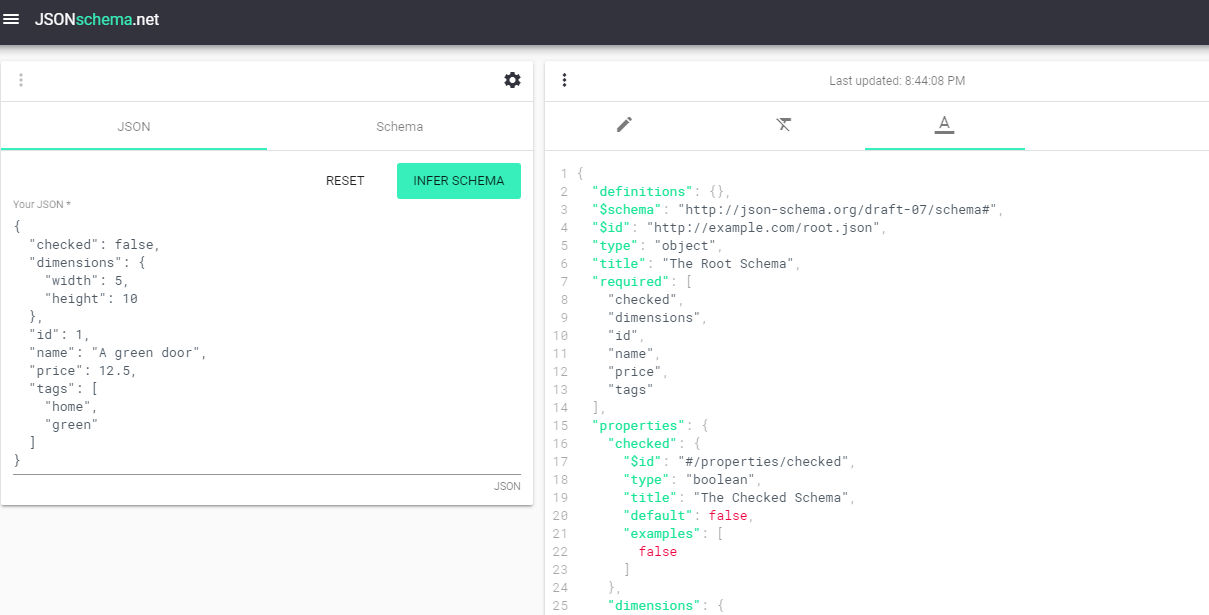 JSONschema.net
JSON Schema
RESET INFER SCHEMA
Your JSON *
{
  "checked": false,
  "dimensions": {
    "width": 5,
    "height": 10
  },
  "id": 1,
  "name": "A green door",
  "price": 12.5,
  "tags": [
    "home",
    "green"
  ]
}
JSON
Last updated: 8:44:08 PM
A
1 {
2   "definitions": {},
3   "$schema": "http://json-schema.org/draft-07/schema#",
4   "$id": "http://example.com/root.json",
5   "type": "object",
6   "title": "The Root Schema",
7   "required": [
8     "checked",
9     "dimensions",
10     "id",
11     "name",
12     "price",
13     "tags"
14   ],
15   "properties": {
16     "checked": {
17       "$id": "#/properties/checked",
18       "type": "boolean",
19       "title": "The Checked Schema",
20       "default": false,
21       "examples": [
22         false
23       ]
24     },
25     "dimensions": {